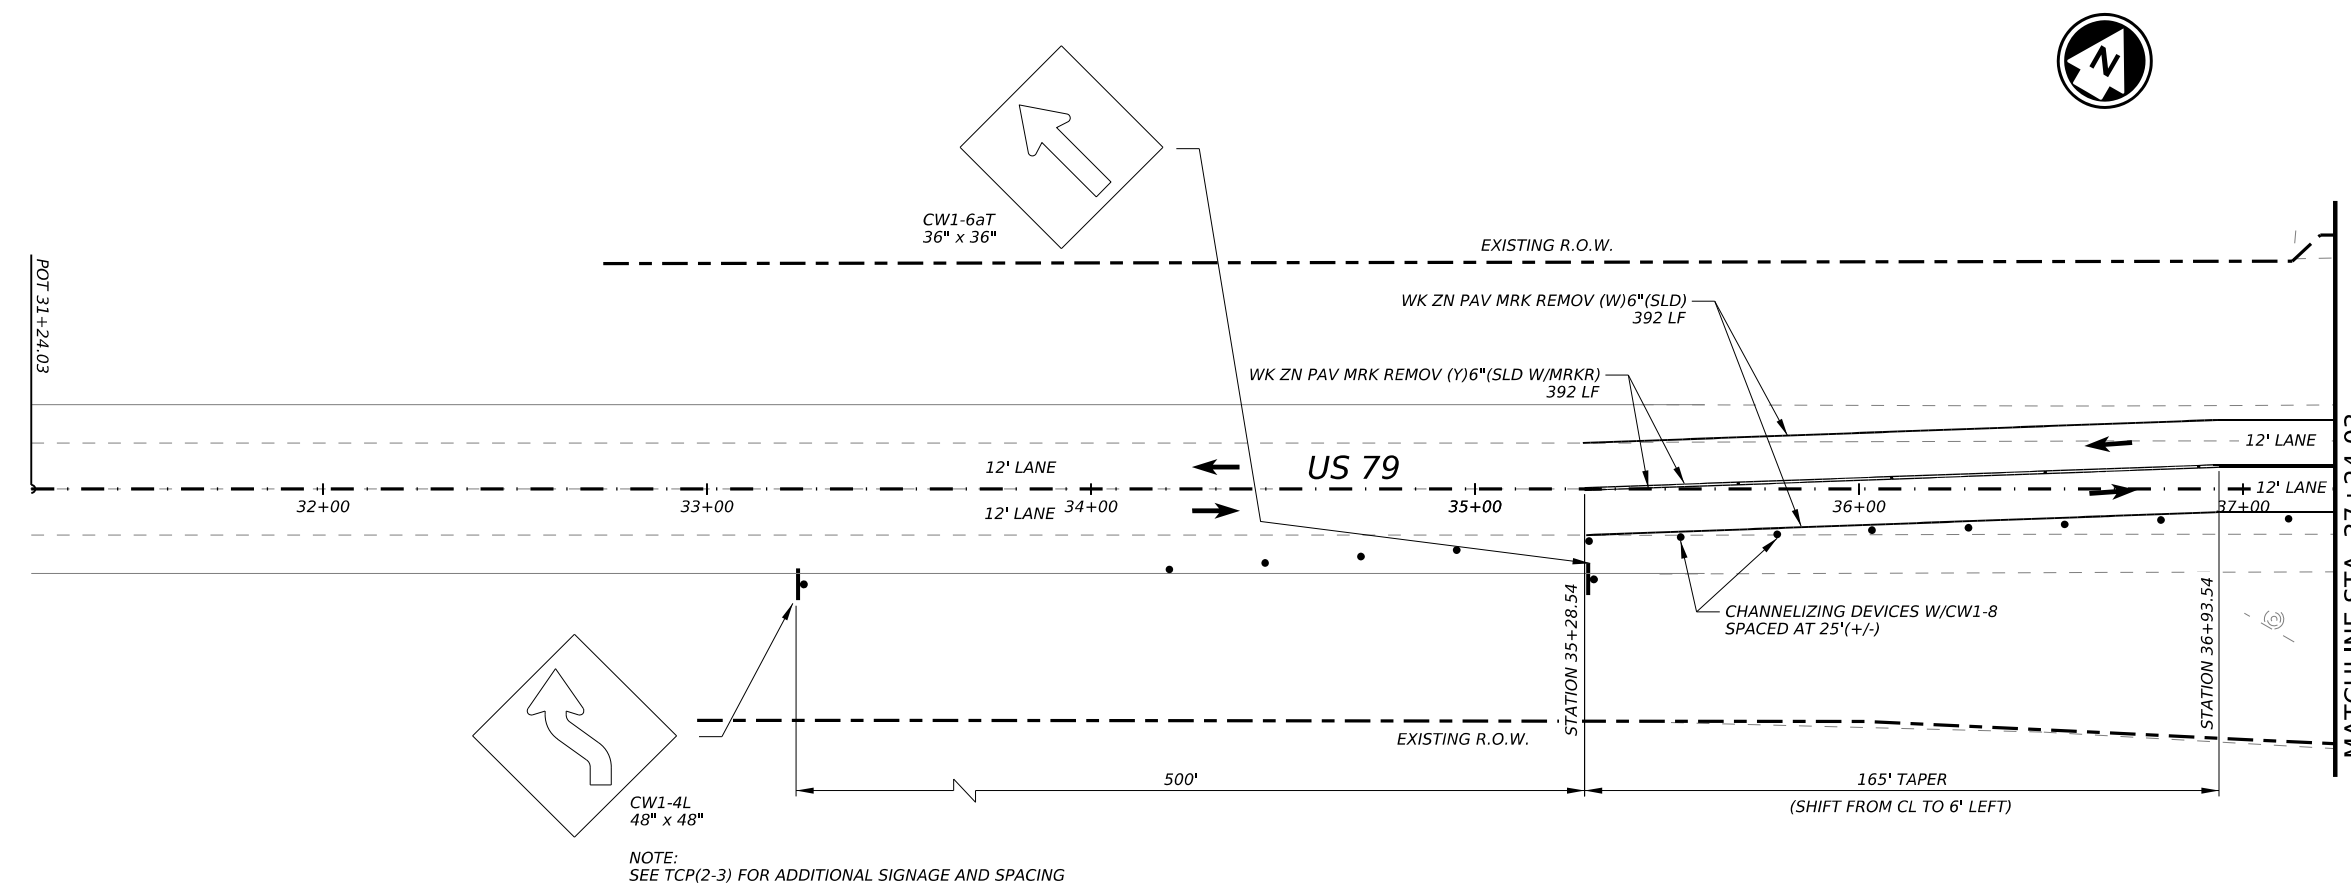 N
CW1-6aT
36" x 36"
EXISTING R.O.W.
POT 31+24.03
WK ZN PAV MRK REMOV (W)6"(SLD)
392 LF
WK ZN PAV MRK REMOV (Y)6"(SLD W/MRKR)
392 LF
12' LANE
US 79
12' LANE
12' LANE
12' LANE
32+00
33+00
34+00
35+00
36+00
37+00
STATION 35+28.54
CHANNELIZING DEVICES W/CW1-8
SPACED AT 25'(+/-)
STATION 36+93.54
EXISTING R.O.W.
500'
165' TAPER
(SHIFT FROM CL TO 6' LEFT)
CW1-4L
48" x 48"
NOTE:
SEE TCP(2-3) FOR ADDITIONAL SIGNAGE AND SPACING